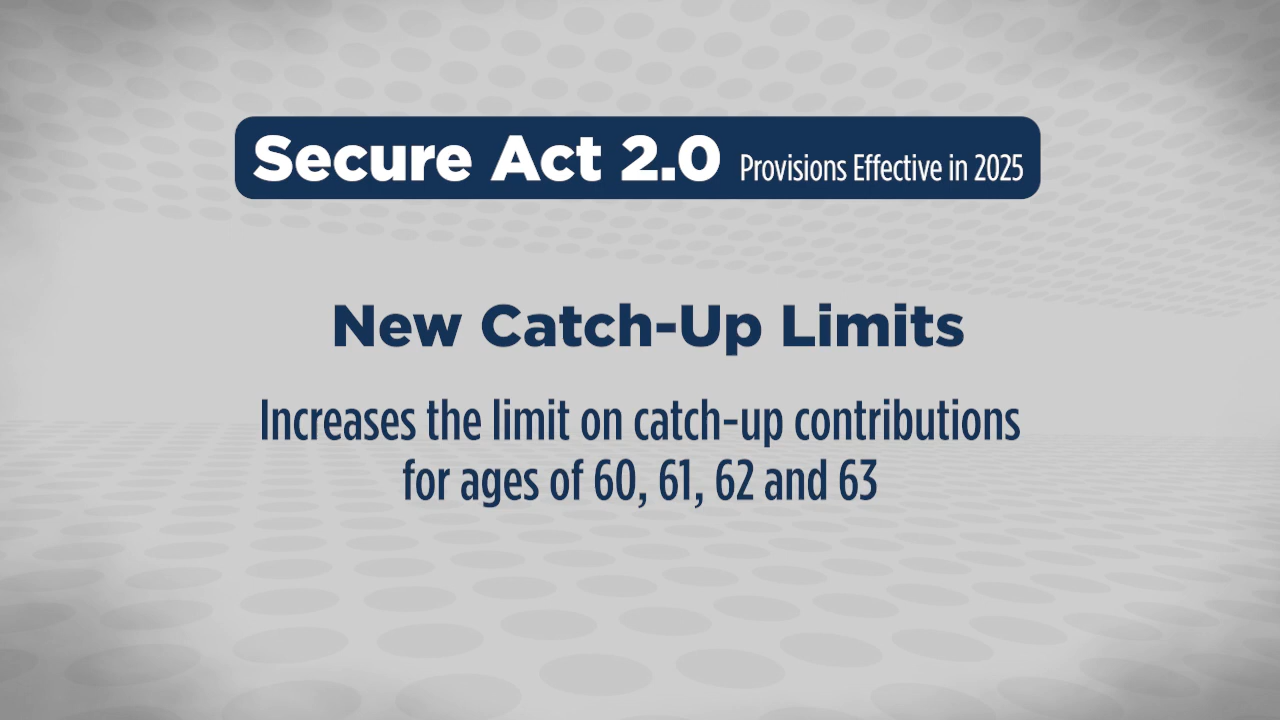 Secure Act 2.0 Provisions Effective in 2025
New Catch-Up Limits
Increases the limit on catch-up contributions
for ages of 60, 61, 62 and 63